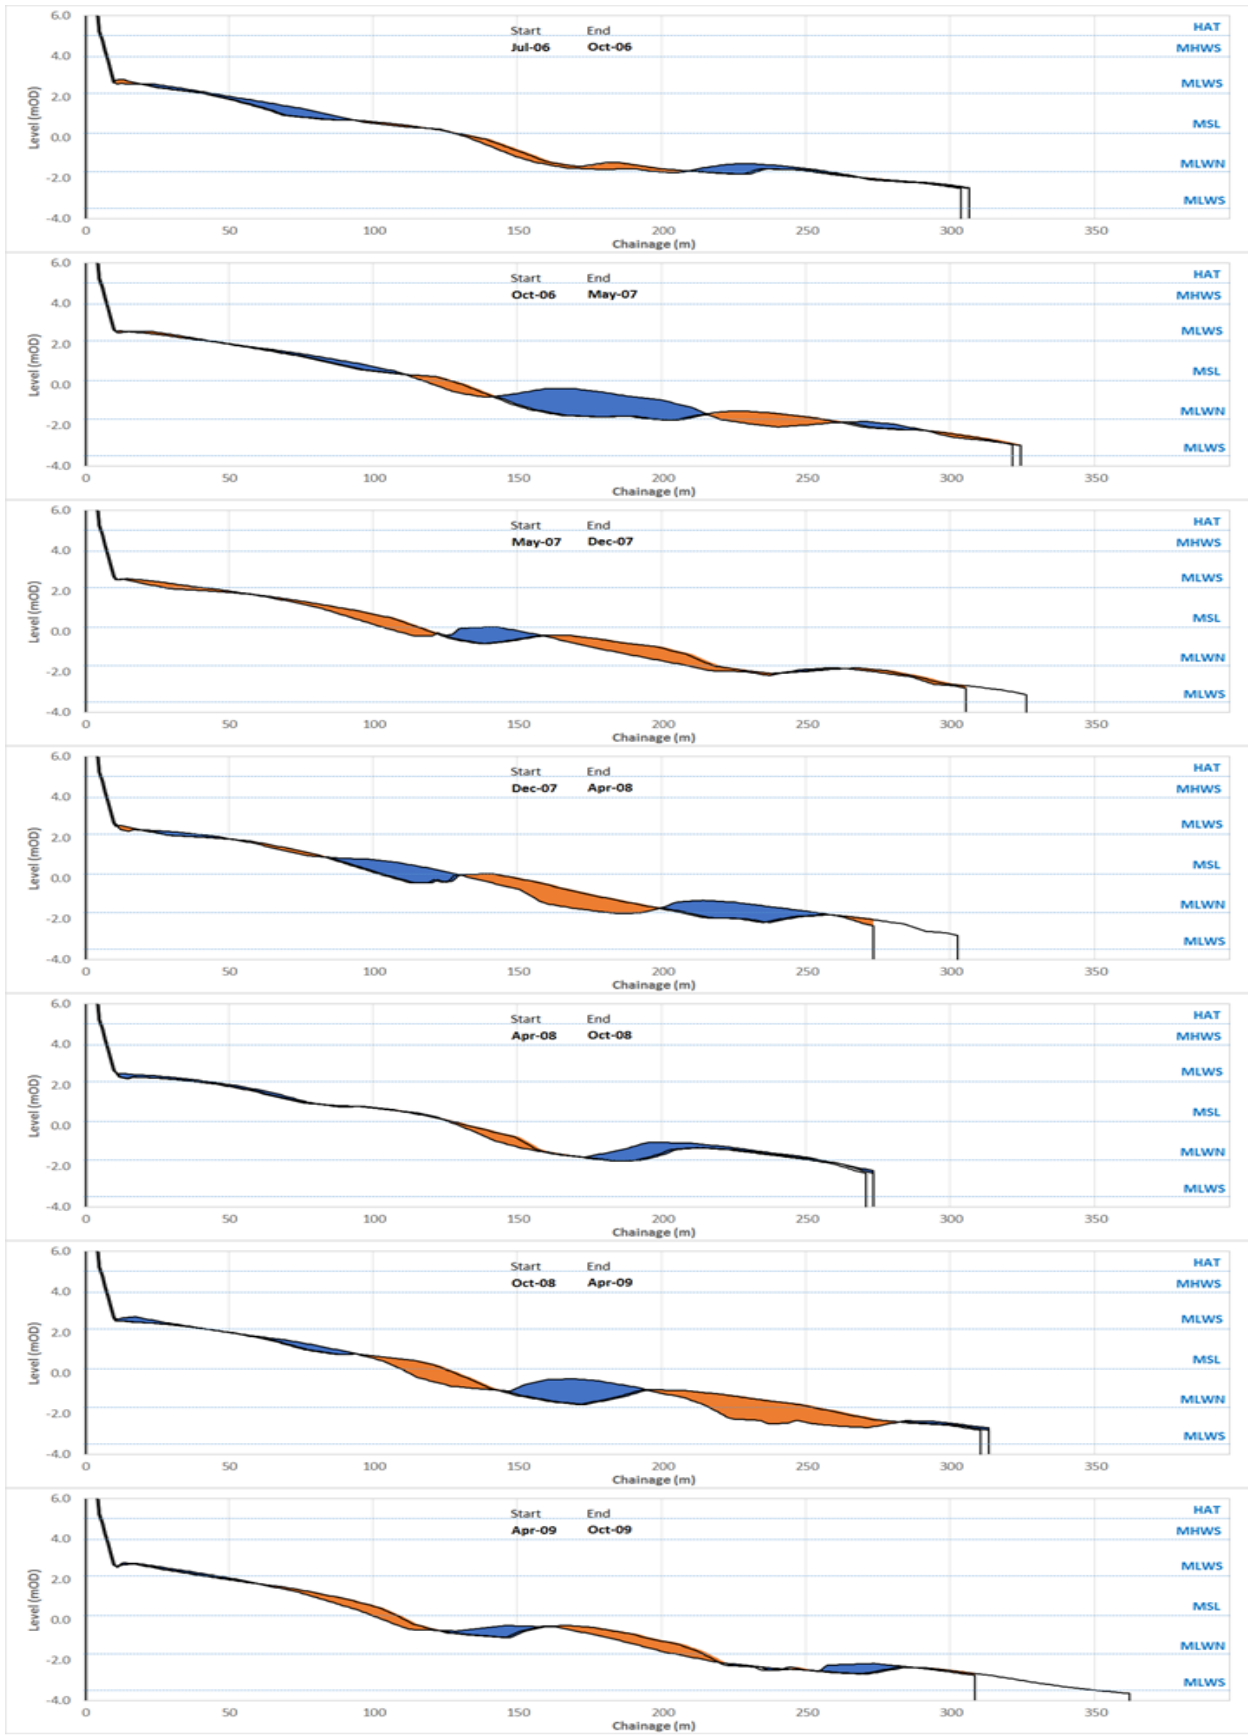 6.0
Start End
HAT
Jul-06 Oct-06
MHWS
4.0
MLWS
2.0
Level (mOD)
MSL
0.0
MLWN
-2.0
MLWS
-4.0
0 50 100 150 200 250 300 350
Chainage (m)
6.0
Start End
HAT
Oct-06 May-07
MHWS
4.0
MLWS
2.0
Level (mOD)
MSL
0.0
MLWN
-2.0
MLWS
-4.0
0 50 100 150 200 250 300 350
Chainage (m)
6.0
Start End
HAT
May-07 Dec-07
MHWS
4.0
MLWS
2.0
Level (mOD)
MSL
0.0
MLWN
-2.0
MLWS
-4.0
0 50 100 150 200 250 300 350
Chainage (m)
6.0
Start End
HAT
Dec-07 Apr-08
MHWS
4.0
MLWS
2.0
Level (mOD)
MSL
0.0
MLWN
-2.0
MLWS
-4.0
0 50 100 150 200 250 300 350
Chainage (m)
6.0
Start End
HAT
Apr-08 Oct-08
MHWS
4.0
MLWS
2.0
Level (mOD)
MSL
0.0
MLWN
-2.0
MLWS
-4.0
0 50 100 150 200 250 300 350
Chainage (m)
6.0
Start End
HAT
Oct-08 Apr-09
MHWS
4.0
MLWS
2.0
Level (mOD)
MSL
0.0
MLWN
-2.0
MLWS
-4.0
0 50 100 150 200 250 300 350
Chainage (m)
6.0
Start End
HAT
Apr-09 Oct-09
MHWS
4.0
MLWS
2.0
Level (mOD)
MSL
0.0
MLWN
-2.0
MLWS
-4.0
0 50 100 150 200 250 300 350
Chainage (m)